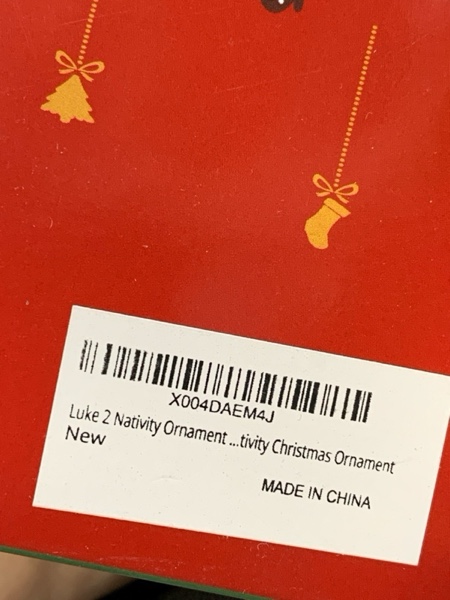 X004DAEM4J
Luke 2 Nativity Ornament ...tivity Christmas Ornament
New
MADE IN CHINA